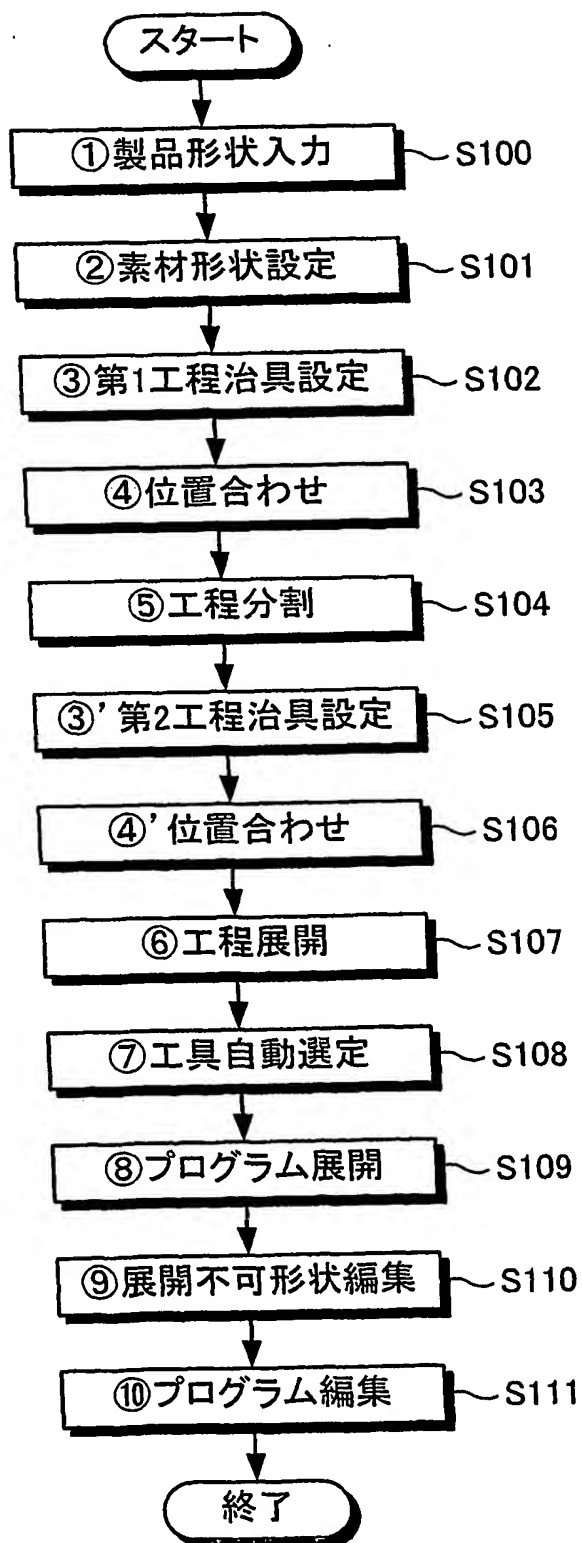 スタート
①製品形状入力 S100
②素材形状設定 S101
③第1工程治具設定 S102
④位置合わせ S103
⑤工程分割 S104
③’第2工程治具設定 S105
④’位置合わせ S106
⑥工程展開 S107
⑦工具自動選定 S108
⑧プログラム展開 S109
⑨展開不可形状編集 S110
⑩プログラム編集 S111
終了